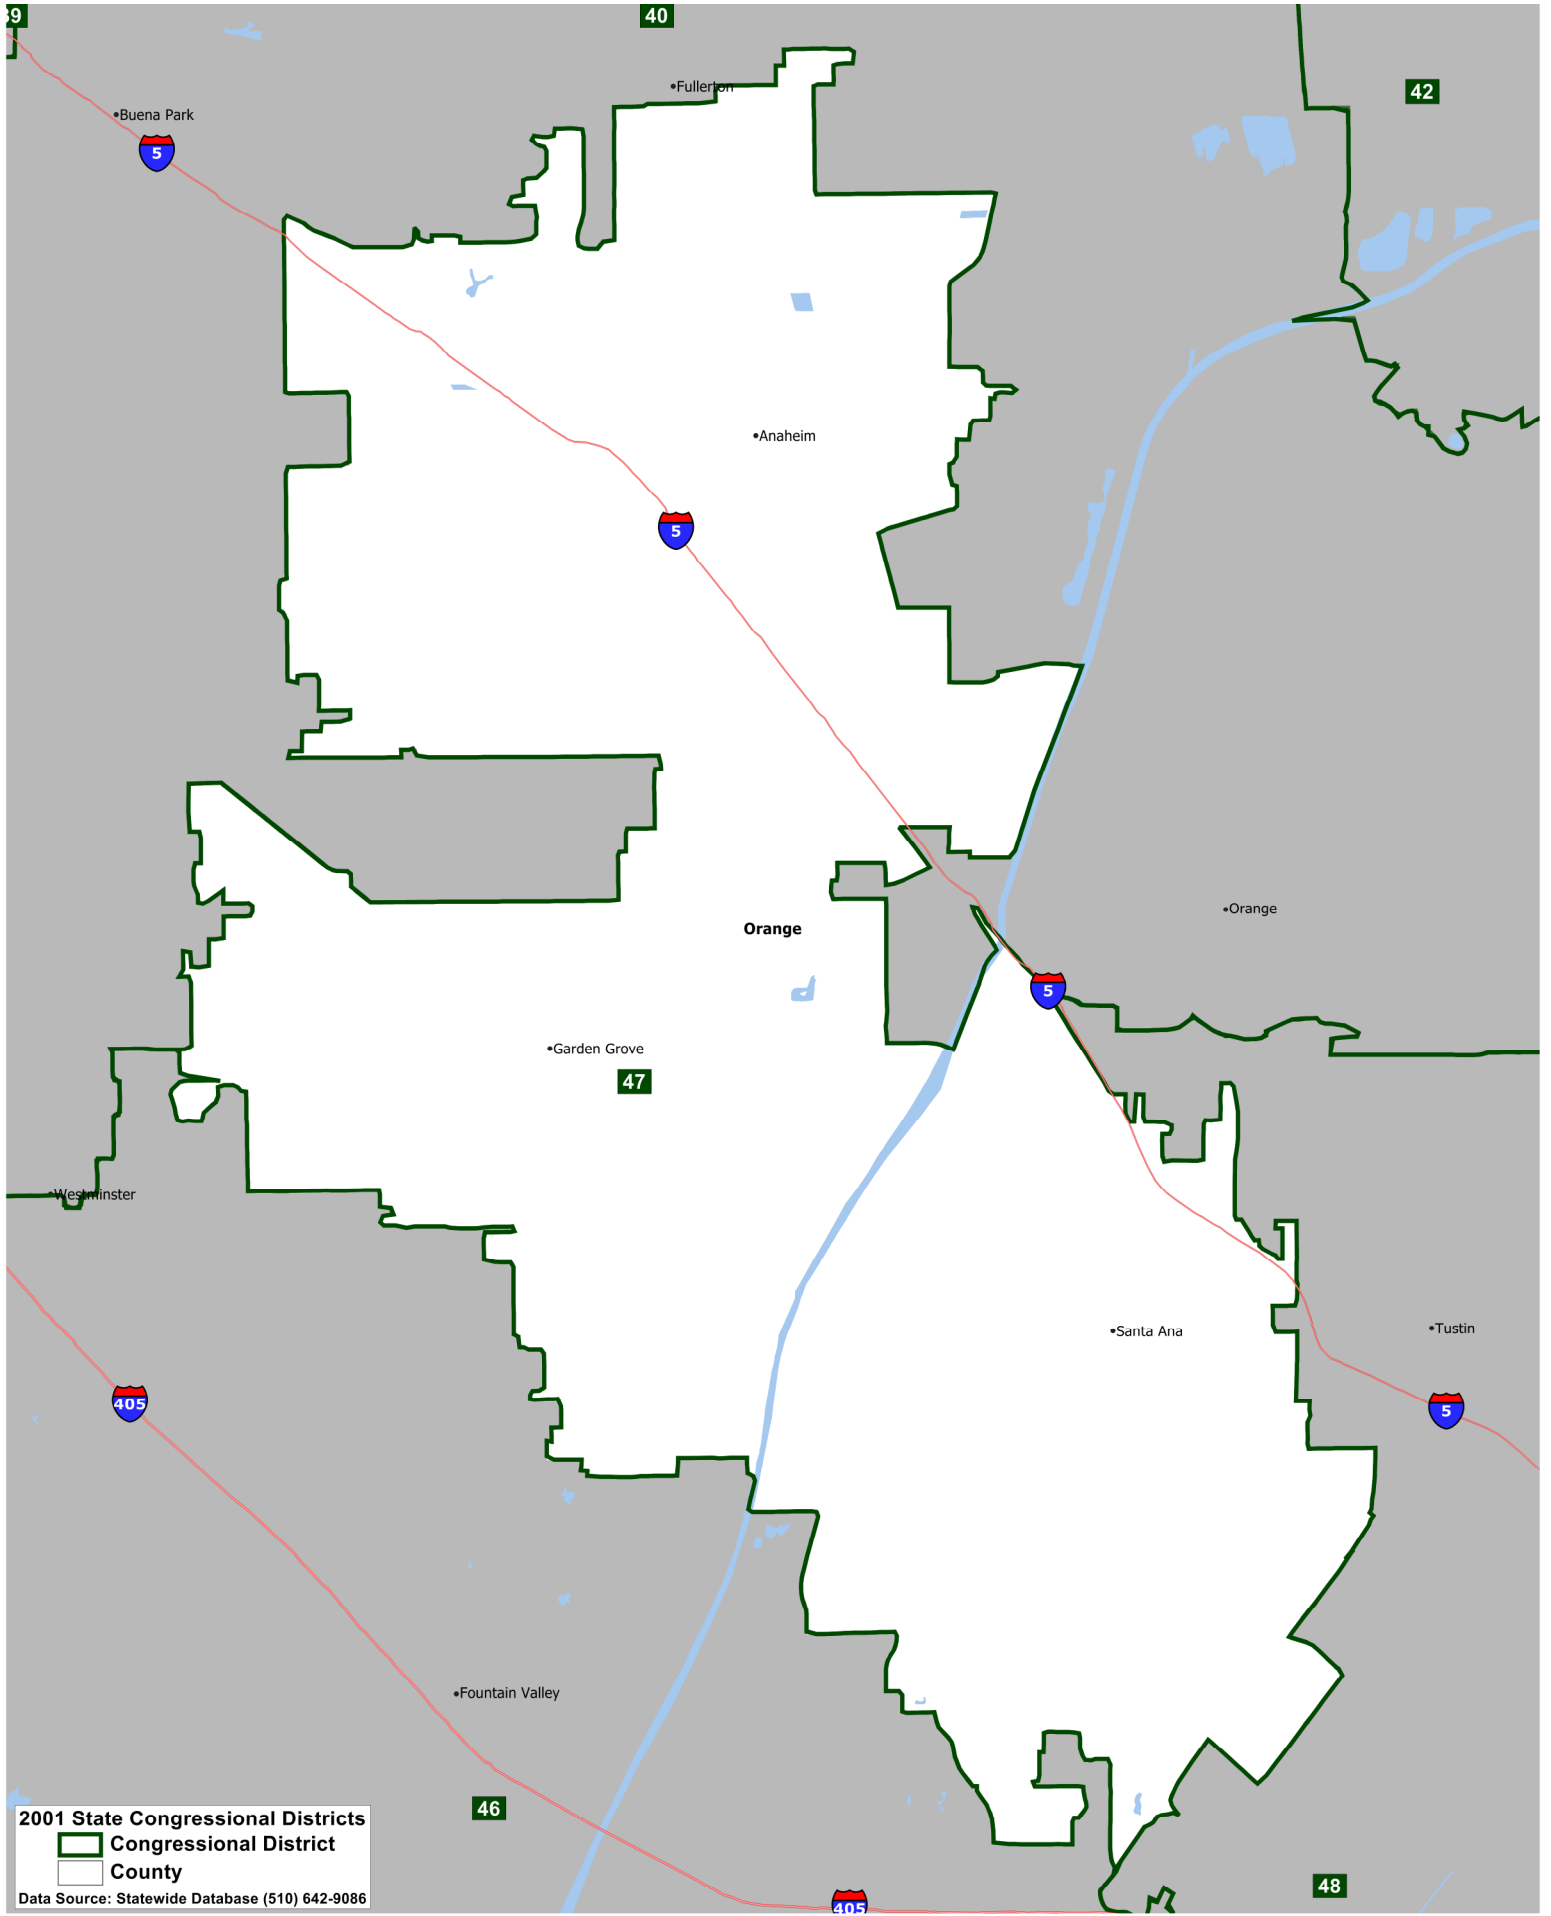 39
40
Fullerton
42
Buena Park
5
Anaheim
5
Orange
Orange
5
Garden Grove
47
Westminster
Santa Ana
Tustin
405
5
Fountain Valley
46
2001 State Congressional Districts
Congressional District
County
Data Source: Statewide Database (510) 642-9086
48
405